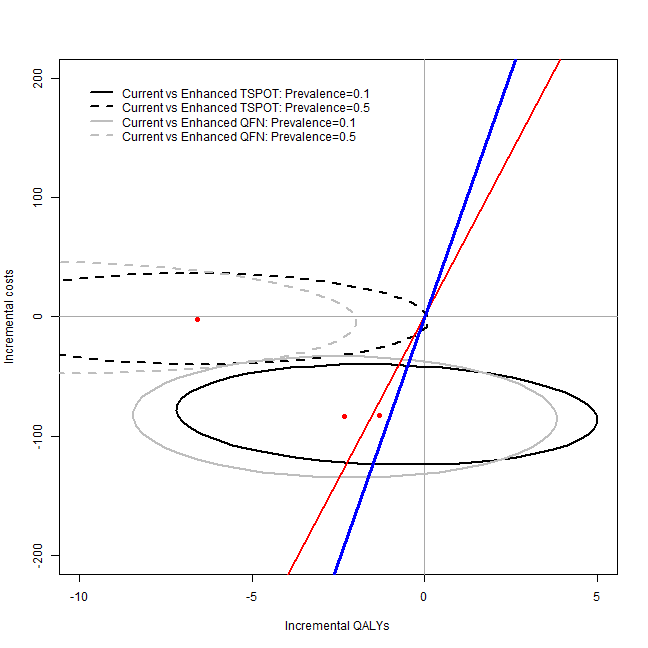 Current vs Enhanced TSPOT: Prevalence=0.1
Current vs Enhanced TSPOT: Prevalence=0.5
Current vs Enhanced QFN: Prevalence=0.1
Current vs Enhanced QFN: Prevalence=0.5
Incremental costs
200
100
0
-100
-200
-10
-5
0
5
Incremental QALYs